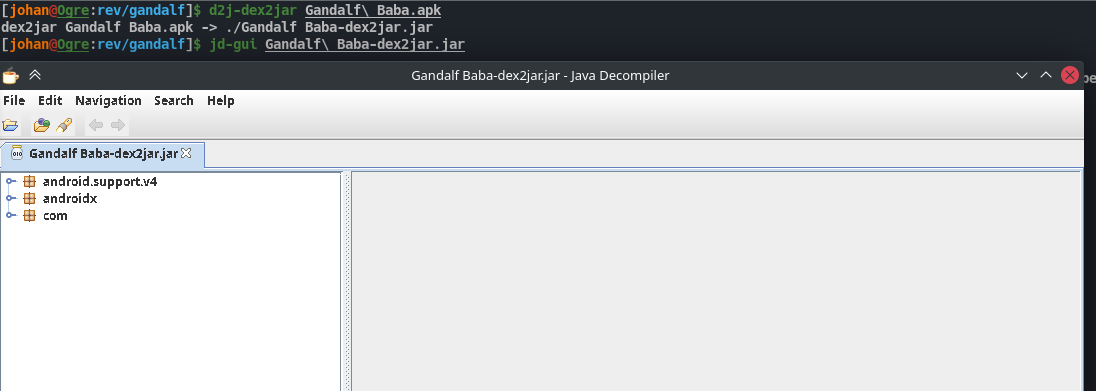 [johan@Ogre:rev/gandalf]$ d2j-dex2jar Gandalf\ Baba.apk
dex2jar Gandalf Baba.apk -> ./Gandalf Baba-dex2jar.jar
[johan@Ogre:rev/gandalf]$ jd-gui Gandalf\ Baba-dex2jar.jar
Gandalf Baba-dex2jar.jar - Java Decompiler
File Edit Navigation Search Help
Gandalf Baba-dex2jar.jar
android.support.v4
androidx
com